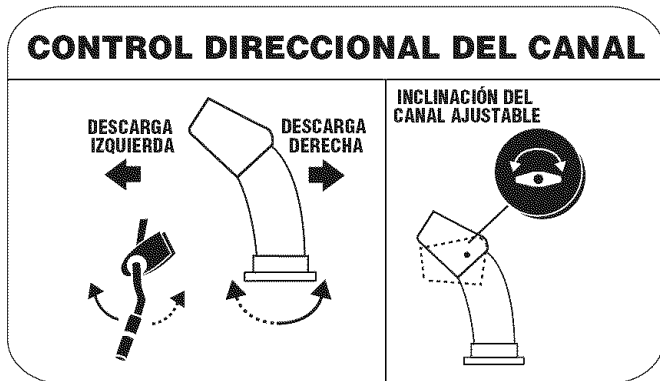 CONTROL DIRECCIONAL DEL CANAL
DESCARGA
IZQUIERDA
DESCARGA
DERECHA
INCLINACIÓN DEL
CANAL AJUSTABLE